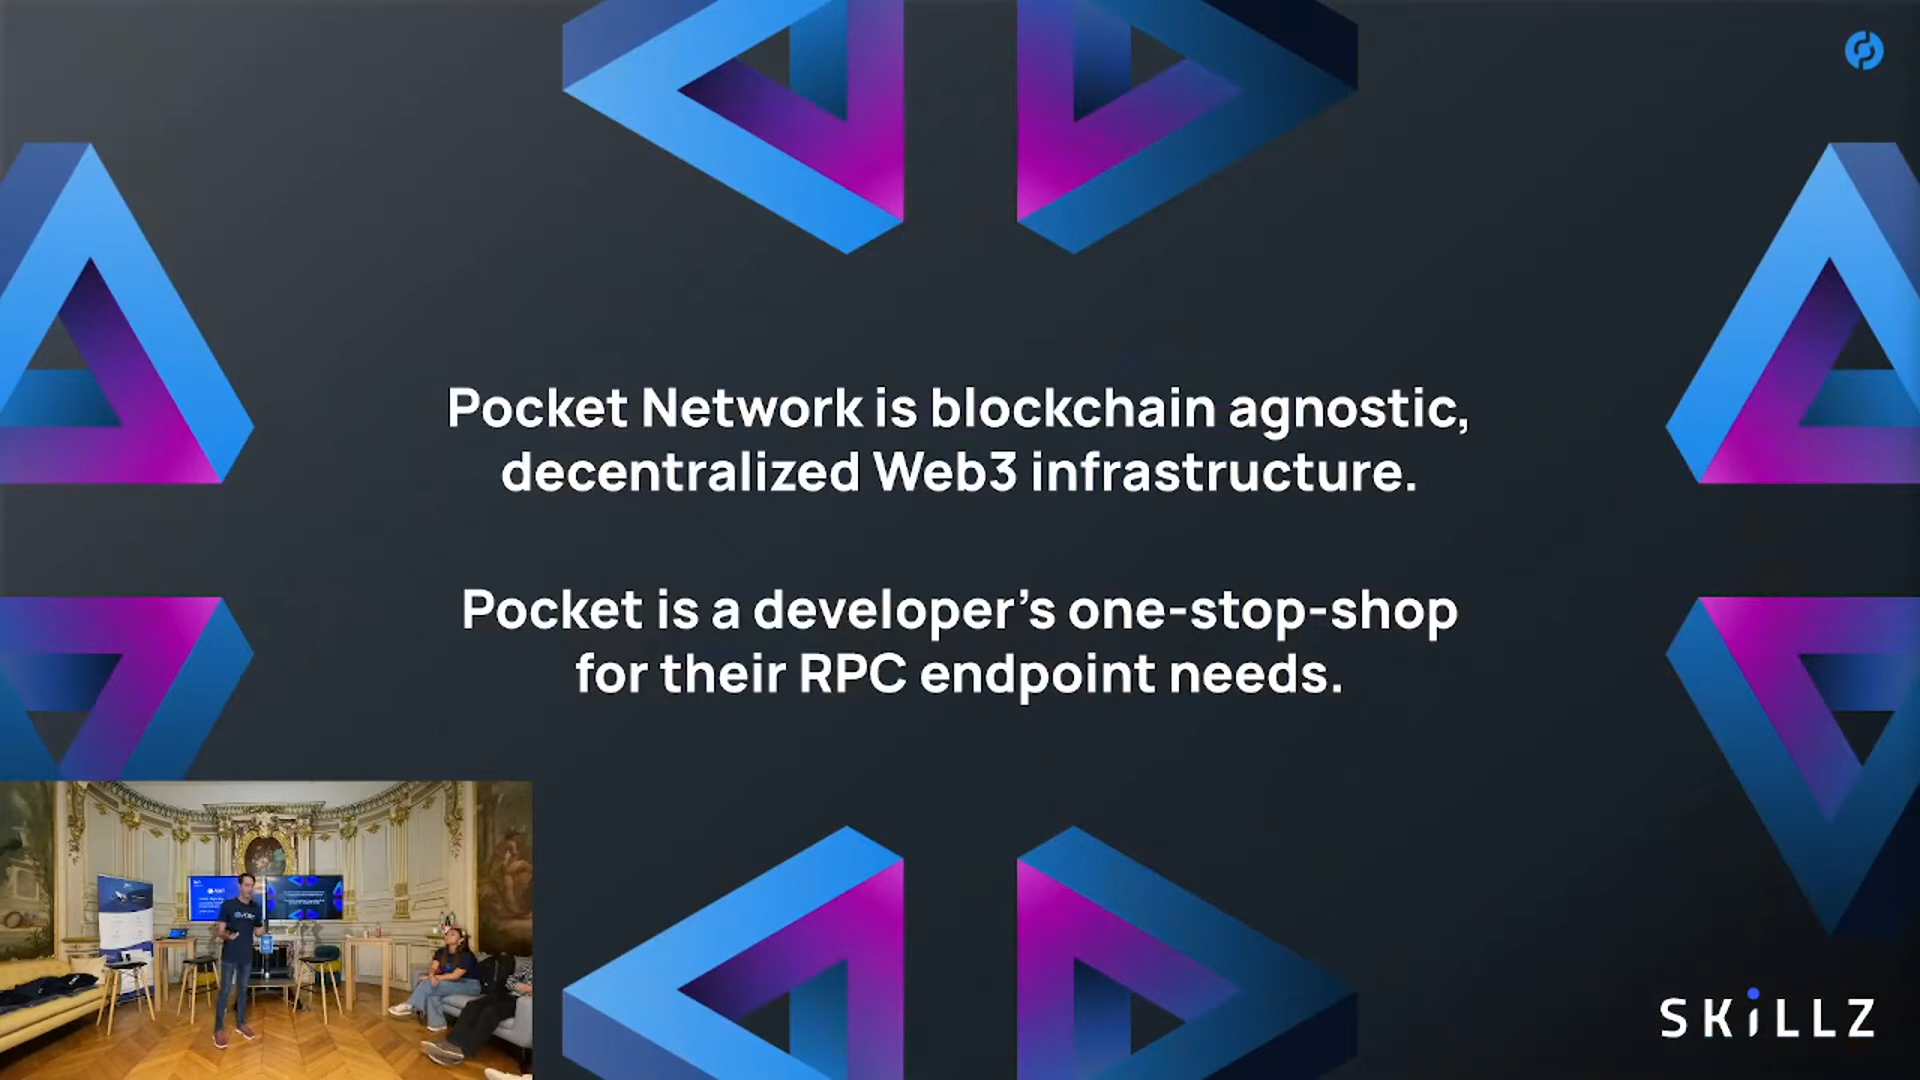 Pocket Network is blockchain agnostic,
decentralized Web3 infrastructure.
Pocket is a developer's one-stop-shop
for their RPC endpoint needs.
SKiLLZ